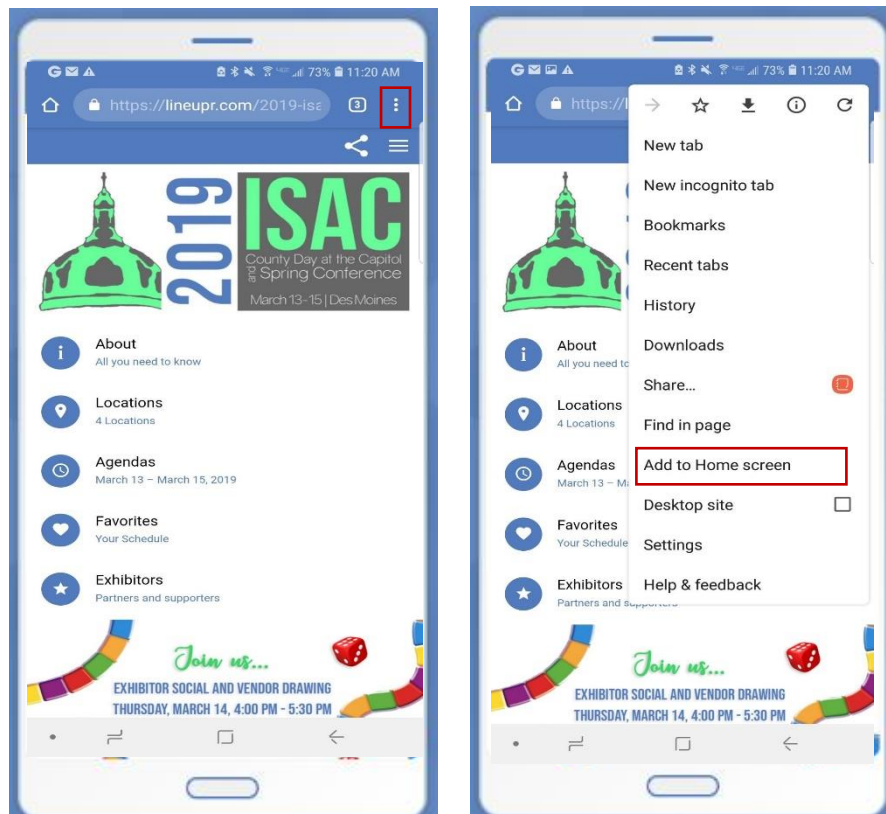 G 73% 11:20 AM
https://lineupr.com/2019-isa 3
2019
ISAC
County Day at the Capitol
& Spring Conference
March 13-15 | Des Moines
i About
All you need to know
Locations
4 Locations
Agendas
March 13 – March 15, 2019
Favorites
Your Schedule
Exhibitors
Partners and supporters
Join us...
EXHIBITOR SOCIAL AND VENDOR DRAWING
THURSDAY, MARCH 14, 4:00 PM - 5:30 PM
G 73% 11:20 AM
https://l
New tab
New incognito tab
Bookmarks
Recent tabs
History
Downloads
Share...
Find in page
Add to Home screen
Desktop site
Settings
Help & feedback
i About
All you need to
Locations
4 Locations
Agendas
March 13 – Ma
Favorites
Your Schedule
Exhibitors
Partners and supporters
Join us...
EXHIBITOR SOCIAL AND VENDOR DRAWING
THURSDAY, MARCH 14, 4:00 PM - 5:30 PM